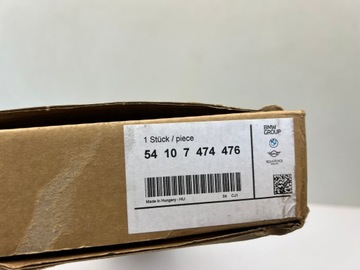 1 Stück / piece
BMW
GROUP
54 10 7 474 476
Made in Hungary - HU